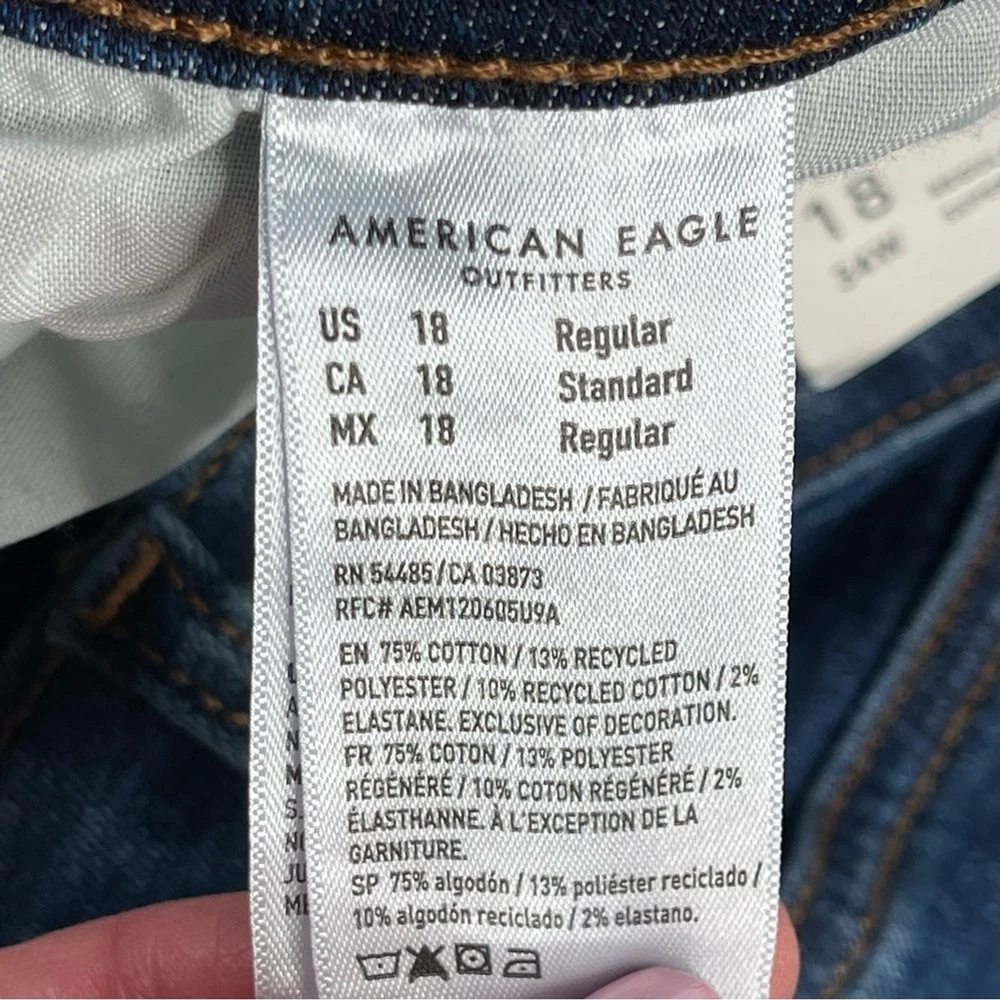 AMERICAN EAGLE
OUTFITTERS
US 18 Regular
CA 18 Standard
MX 18 Regular
MADE IN BANGLADESH / FABRIQUÉ AU
BANGLADESH / HECHO EN BANGLADESH
RN 54485/CA 03873
RFC# AEM120605U9A
EN 75% COTTON / 13% RECYCLED
POLYESTER / 10% RECYCLED COTTON / 2%
ELASTANE. EXCLUSIVE OF DECORATION.
FR 75% COTON / 13% POLYESTER
RÉGÉNÉRÉ / 10% COTON RÉGÉNÉRÉ / 2%
ÉLASTHANNE. À L'EXCEPTION DE LA
GARNITURE.
SP 75% algodón / 13% poliéster reciclado /
10% algodón reciclado / 2% elastano.
18
34W